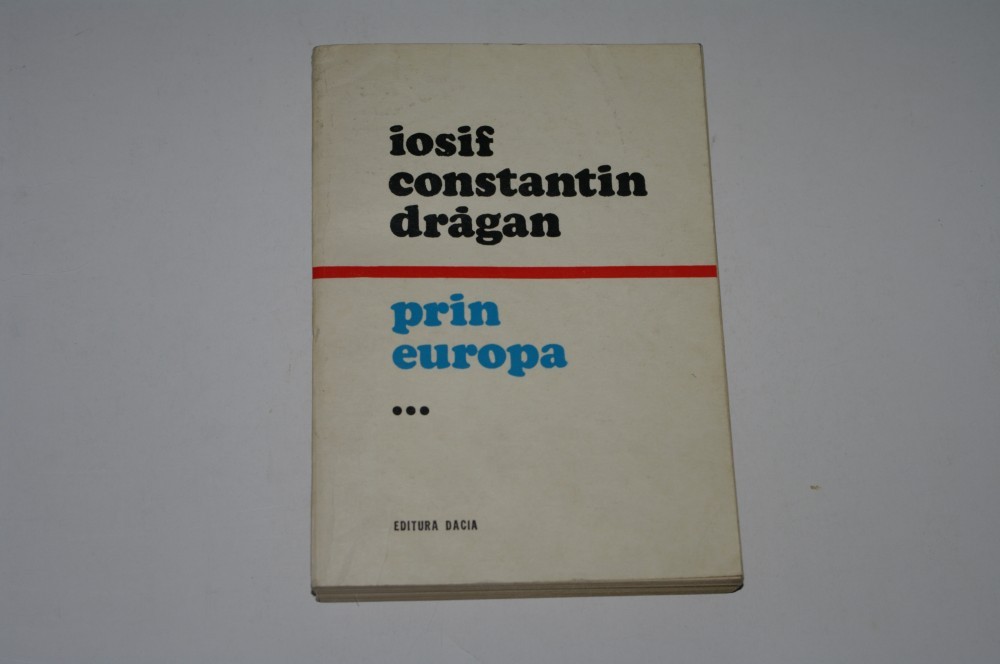 iosif
constantin
drăgan
prin
europa
•••
EDITURA DACIA